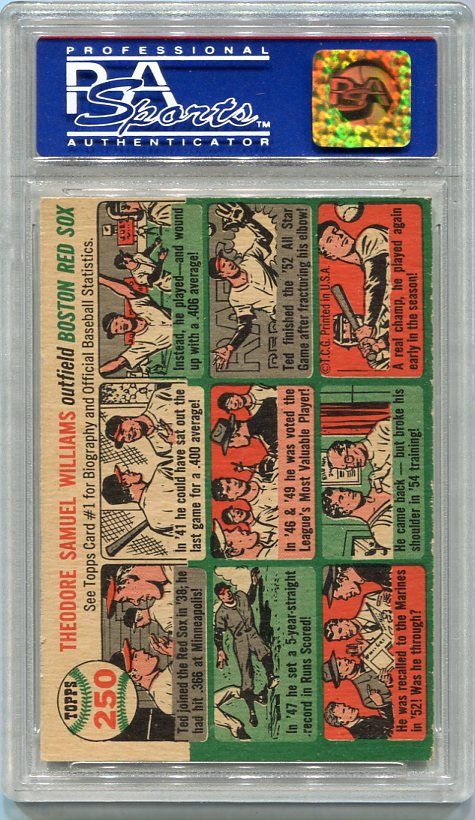 PROFESSIONAL
PSA
Sports™
AUTHENTICATOR
PSA
TOPPS
250
THEODORE SAMUEL WILLIAMS outfield BOSTON RED SOX
See Topps Card #1 for Biography and Official Baseball Statistics.
Ted joined the Red Sox in '38; he
had hit .366 at Minneapolis!
In '41 he could have sat out the
last game for a .400 average!
Instead, he played—and wound
up with a .406 average!
In '47 he set a 5-year-straight
record in Runs Scored!
In '46 & '49 he was voted the
League's Most Valuable Player!
Ted finished the '52 All Star
Game after fracturing his elbow!
He was recalled to the Marines
in '52! Was he through?
He came back — but broke his
shoulder in '54 training!
©T.C.G. Printed in U.S.A.
A real champ, he played again
early in the season!